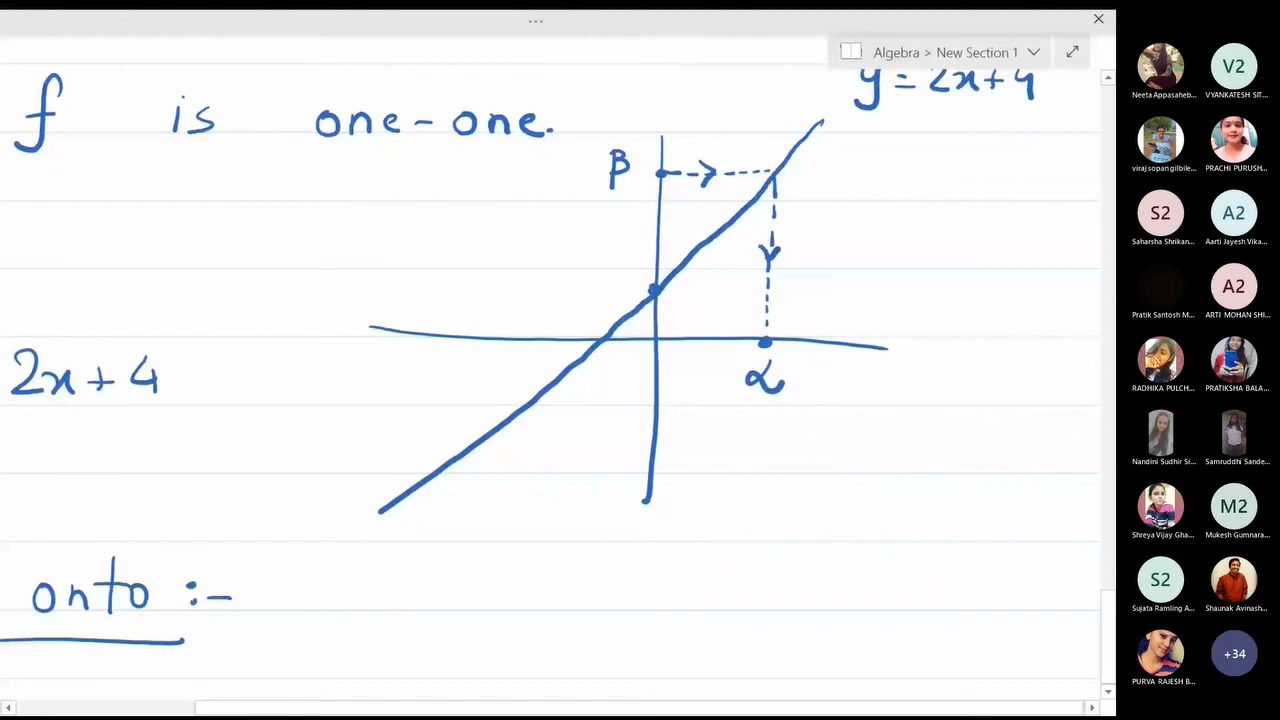 Algebra > New Section 1
y = 2x + 4
f is one-one.
β
α
2x + 4
onto :-
Neeta Appasaheb...
V2
VYANKATESH SIT...
viraj sopan gilbile...
PRACHI PURUSH...
S2
Saharsha Shrikan...
A2
Aarti Jayesh Vika...
Pratik Santosh M...
A2
ARTI MOHAN SHI...
RADHIKA PULCH...
PRATIKSHA BALA...
Nandini Sudhir Si...
Samruddhi Sande...
Shreya Vijay Gha...
M2
Mukesh Gumnara...
S2
Sujata Ramling A...
Shaunak Avinash...
PURVA RAJESH B...
+34